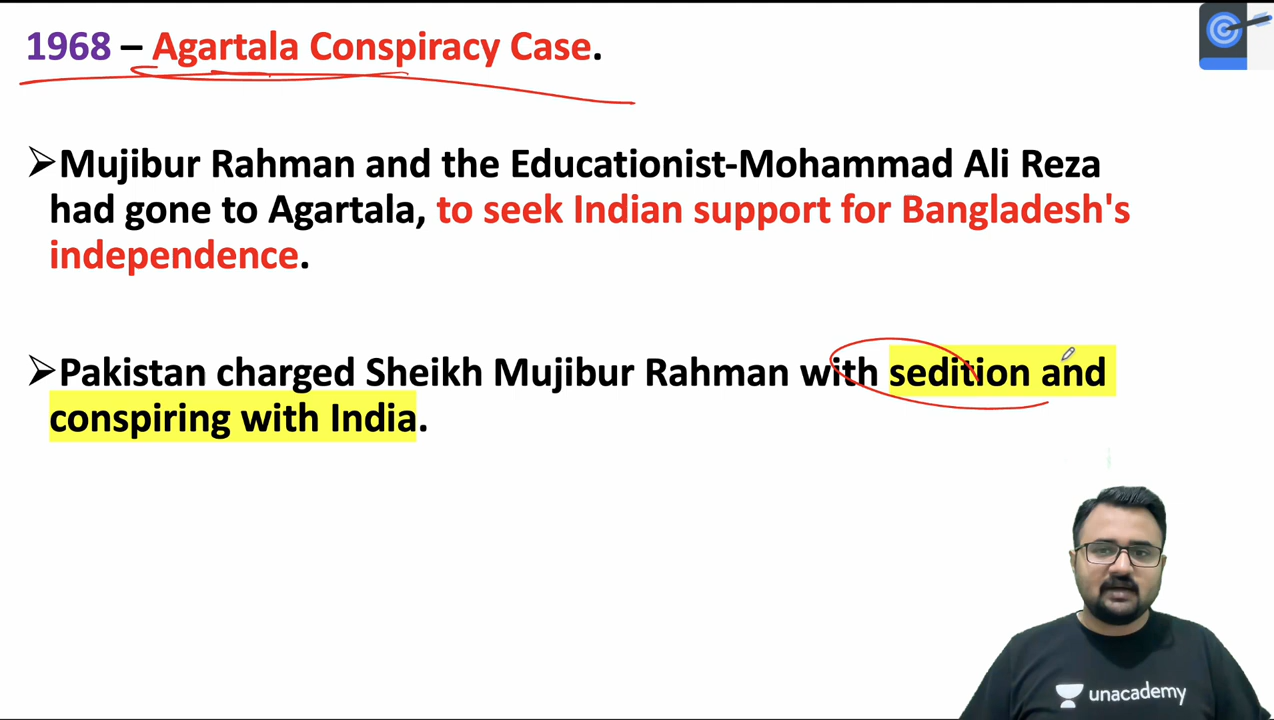 1968 – Agartala Conspiracy Case.
➢Mujibur Rahman and the Educationist-Mohammad Ali Reza
had gone to Agartala, to seek Indian support for Bangladesh's
independence.
➢Pakistan charged Sheikh Mujibur Rahman with sedition and
conspiring with India.
unacademy